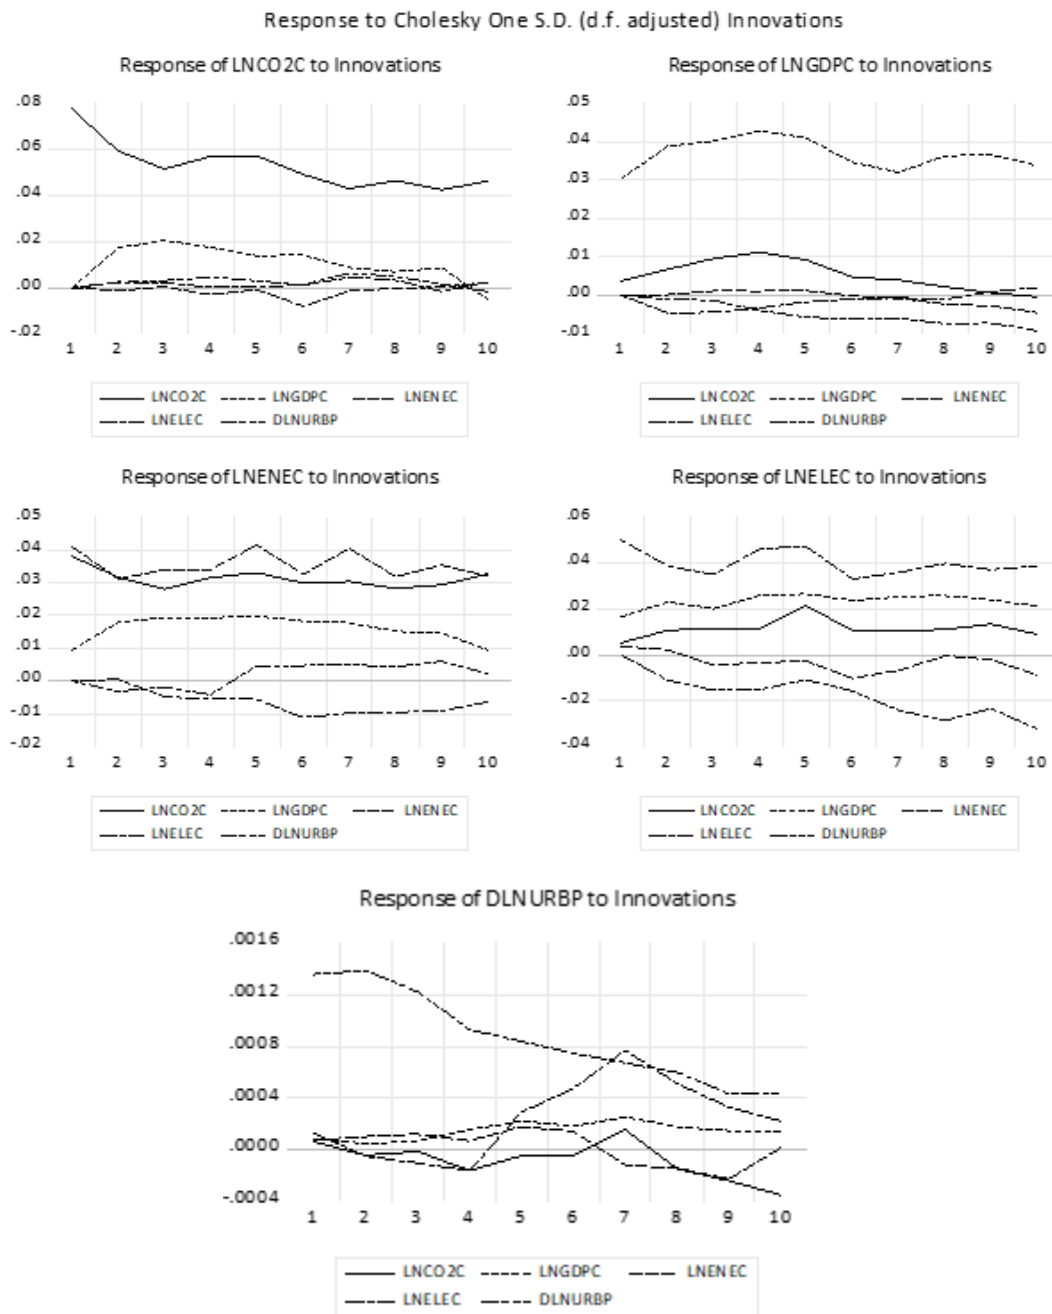 Response to Cholesky One S.D. (d.f. adjusted) Innovations
Response of LNCO2C to Innovations
.08
.06
.04
.02
.00
-.02
1 2 3 4 5 6 7 8 9 10
LNCO2C LNGDPC LNENEC
LNELEC DLNURBP
Response of LNGDPC to Innovations
.05
.04
.03
.02
.01
.00
-.01
1 2 3 4 5 6 7 8 9 10
LNCO2C LNGDPC LNENEC
LNELEC DLNURBP
Response of LNENEC to Innovations
.05
.04
.03
.02
.01
.00
-.01
-.02
1 2 3 4 5 6 7 8 9 10
LNCO2C LNGDPC LNENEC
LNELEC DLNURBP
Response of LNELEC to Innovations
.06
.04
.02
.00
-.02
-.04
1 2 3 4 5 6 7 8 9 10
LNCO2C LNGDPC LNENEC
LNELEC DLNURBP
Response of DLNURBP to Innovations
.0016
.0012
.0008
.0004
.0000
-.0004
1 2 3 4 5 6 7 8 9 10
LNCO2C LNGDPC LNENEC
LNELEC DLNURBP